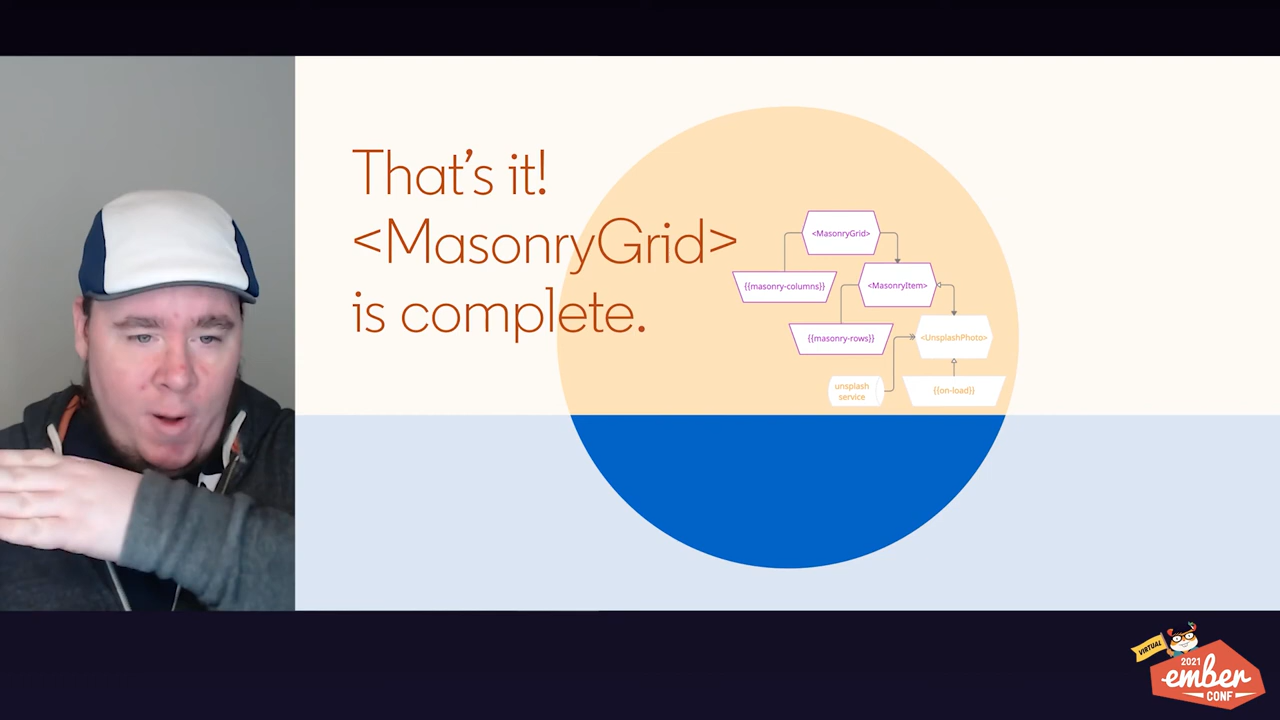 That's it!
<MasonryGrid>
is complete.
<MasonryGrid>
{{masonry-columns}}
<MasonryItem>
{{masonry-rows}}
<UnsplashPhoto>
unsplash
service
{{on-load}}
VIRTUAL
2021
ember
CONF